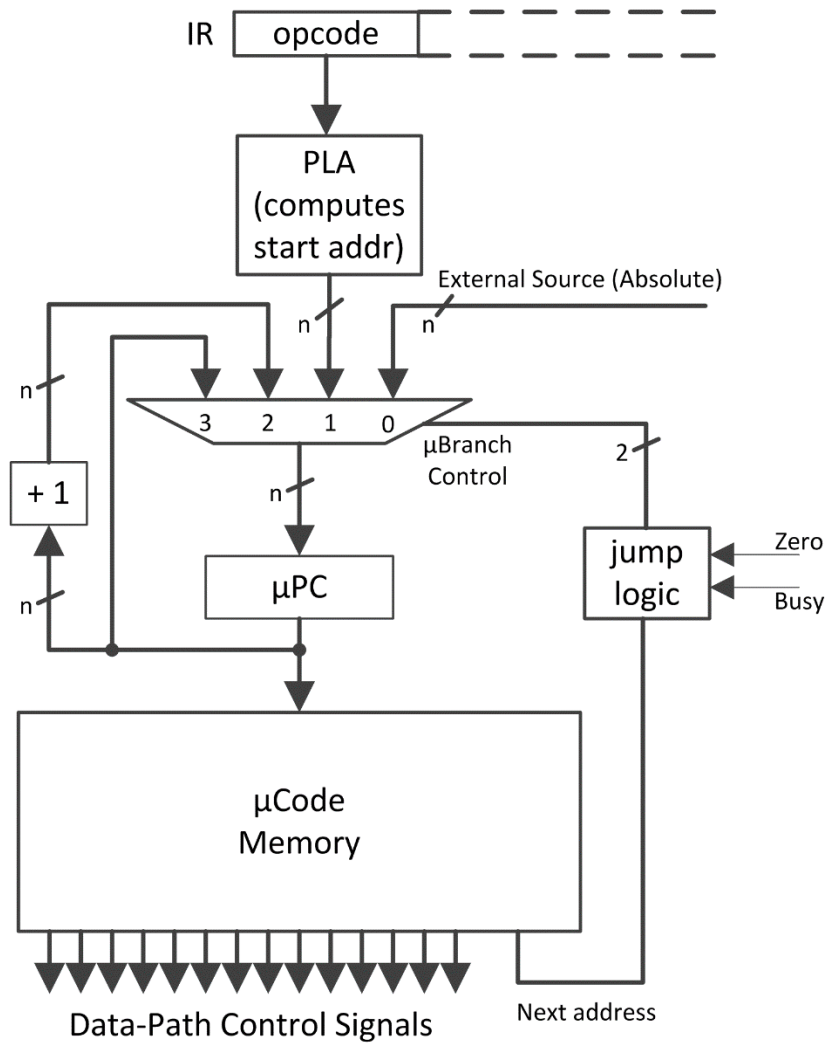 IR
opcode
PLA
(computes
start addr)
External Source (Absolute)
n
n
n
3 2 1 0
µBranch
Control
2
n
+ 1
µPC
jump
logic
Zero
Busy
n
µCode
Memory
Data-Path Control Signals
Next address